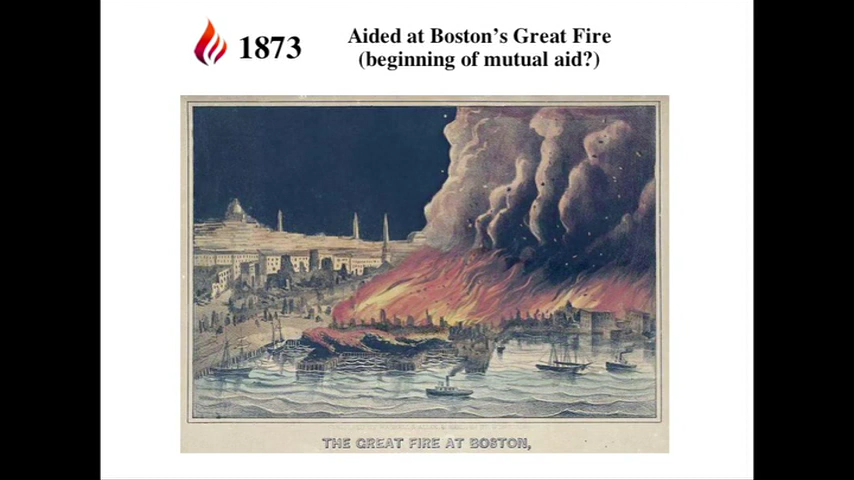 1873
Aided at Boston's Great Fire
(beginning of mutual aid?)
THE GREAT FIRE AT BOSTON,